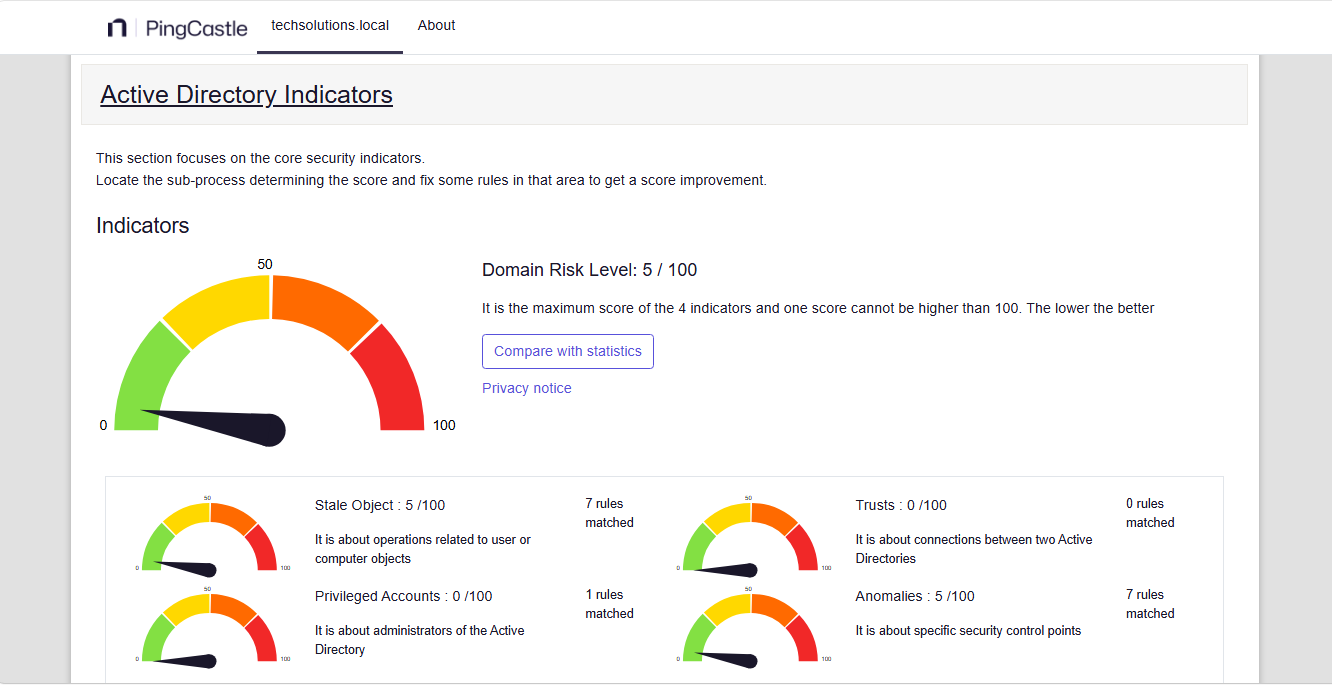 PingCastle
techsolutions.local
About
Active Directory Indicators
This section focuses on the core security indicators.
Locate the sub-process determining the score and fix some rules in that area to get a score improvement.
Indicators
50
0
100
Domain Risk Level: 5 / 100
It is the maximum score of the 4 indicators and one score cannot be higher than 100. The lower the better
Compare with statistics
Privacy notice
50
0
100
Stale Object : 5 /100
It is about operations related to user or
computer objects
7 rules
matched
50
0
100
Trusts : 0 /100
It is about connections between two Active
Directories
0 rules
matched
50
0
100
Privileged Accounts : 0 /100
It is about administrators of the Active
Directory
1 rules
matched
50
0
100
Anomalies : 5 /100
It is about specific security control points
7 rules
matched